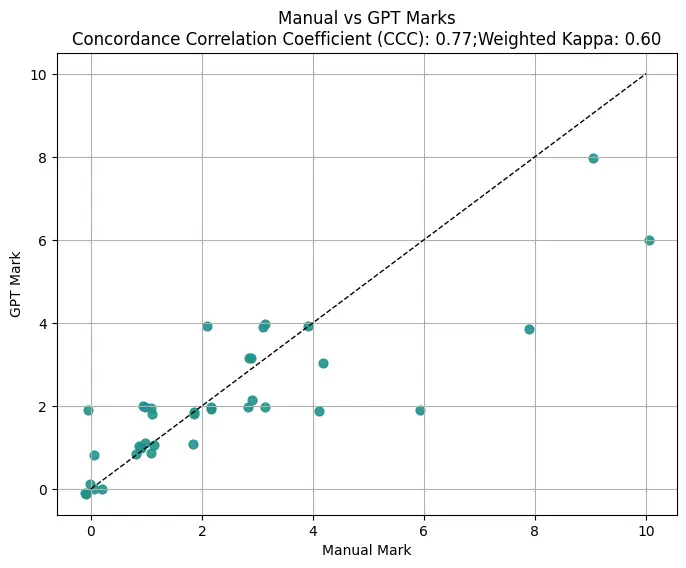 Manual vs GPT Marks
Concordance Correlation Coefficient (CCC): 0.77;Weighted Kappa: 0.60
10
8
6
4
2
0
GPT Mark
0 2 4 6 8 10
Manual Mark